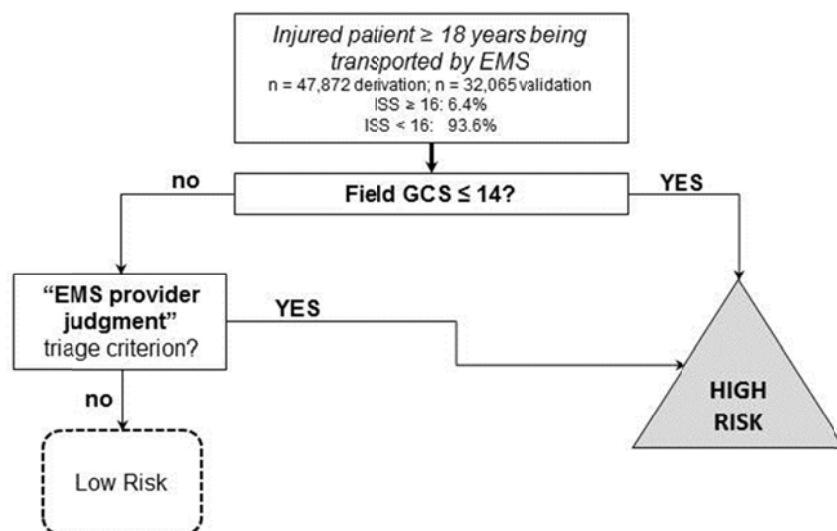 Injured patient ≥ 18 years being
transported by EMS
n = 47,872 derivation; n = 32,065 validation
ISS ≥ 16: 6.4%
ISS < 16: 93.6%
no
YES
Field GCS ≤ 14?
“EMS provider
judgment”
triage criterion?
YES
no
HIGH
RISK
Low Risk